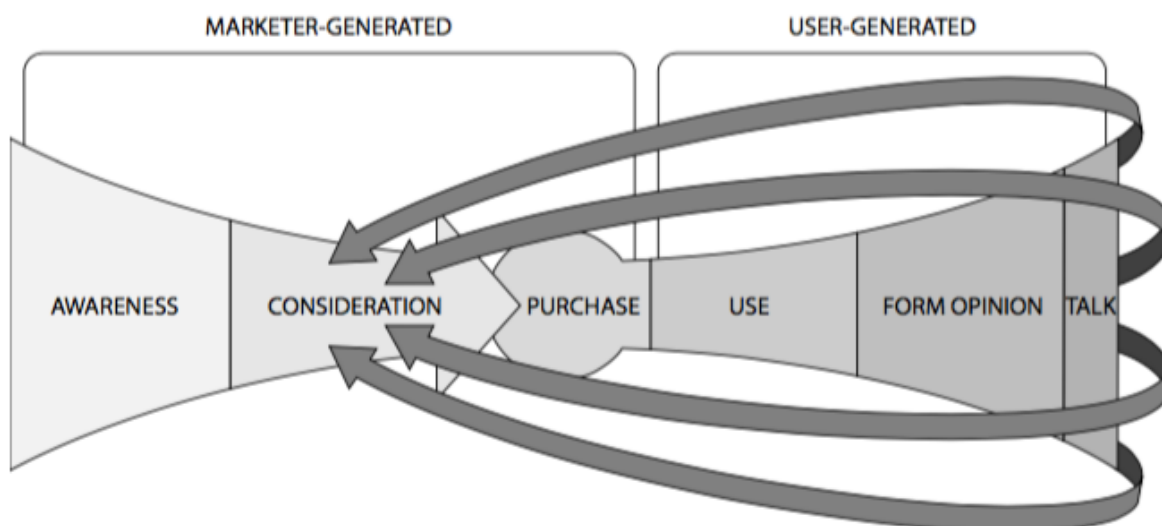 MARKETER-GENERATED
USER-GENERATED
AWARENESS
CONSIDERATION
PURCHASE
USE
FORM OPINION
TALK